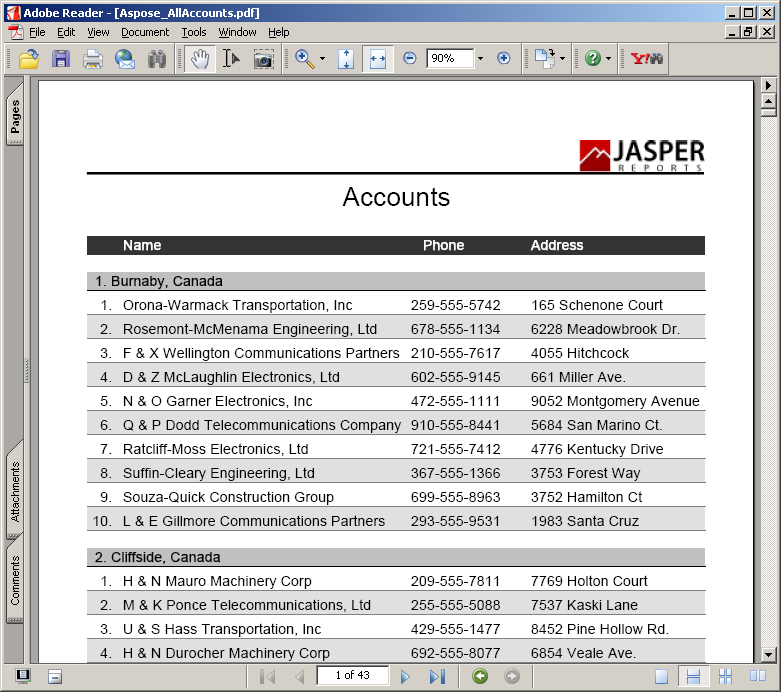 Adobe Reader - [Aspose_AllAccounts.pdf]
File Edit View Document Tools Window Help
90% ? Y!
Pages
JASPER
REPORTS
Accounts
Name Phone Address
1. Burnaby, Canada
1. Orona-Warmack Transportation, Inc 259-555-5742 165 Schenone Court
2. Rosemont-McMenama Engineering, Ltd 678-555-1134 6228 Meadowbrook Dr.
3. F & X Wellington Communications Partners 210-555-7617 4055 Hitchcock
4. D & Z McLaughlin Electronics, Ltd 602-555-9145 661 Miller Ave.
5. N & O Garner Electronics, Inc 472-555-1111 9052 Montgomery Avenue
6. Q & P Dodd Telecommunications Company 910-555-8441 5684 San Marino Ct.
7. Ratcliff-Moss Electronics, Ltd 721-555-7412 4776 Kentucky Drive
8. Suffin-Cleary Engineering, Ltd 367-555-1366 3753 Forest Way
9. Souza-Quick Construction Group 699-555-8963 3752 Hamilton Ct
10. L & E Gillmore Communications Partners 293-555-9531 1983 Santa Cruz
2. Cliffside, Canada
1. H & N Mauro Machinery Corp 209-555-7811 7769 Holton Court
2. M & K Ponce Telecommunications, Ltd 255-555-5088 7537 Kaski Lane
3. U & S Hass Transportation, Inc 429-555-1477 8452 Pine Hollow Rd.
4. H & N Durocher Machinery Corp 692-555-8077 6854 Veale Ave.
Attachments
Comments
1 of 43